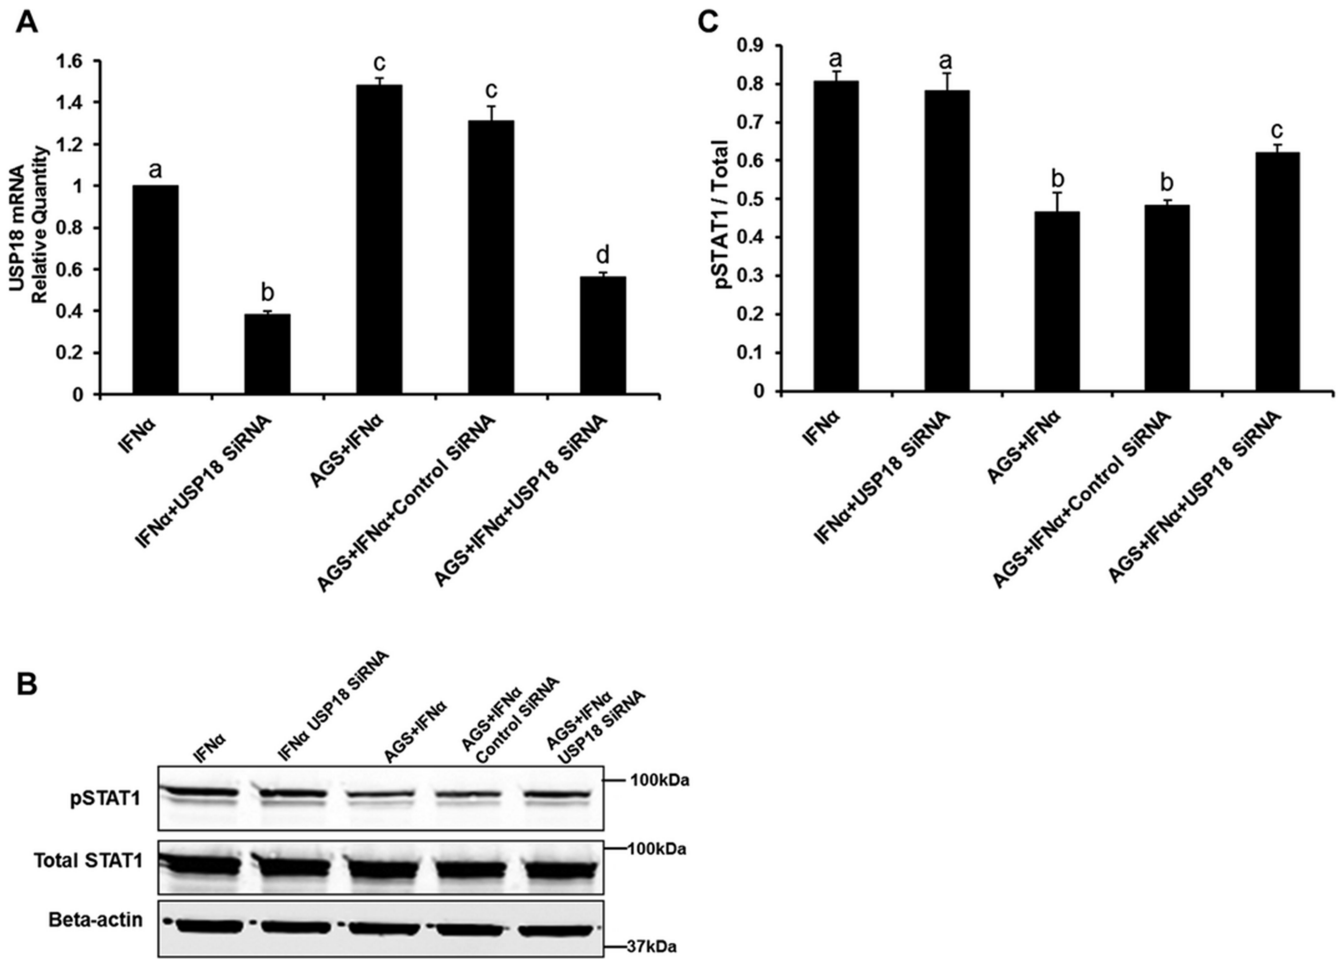 A
USP18 mRNA
Relative Quantity
1.6
1.4
1.2
1
0.8
0.6
0.4
0.2
0
a
b
c
c
d
IFNα
IFNα+USP18 SiRNA
AGS+IFNα
AGS+IFNα+Control SiRNA
AGS+IFNα+USP18 SiRNA
C
pSTAT1 / Total
0.9
0.8
0.7
0.6
0.5
0.4
0.3
0.2
0.1
0
a
a
b
b
c
IFNα
IFNα+USP18 SiRNA
AGS+IFNα
AGS+IFNα+Control SiRNA
AGS+IFNα+USP18 SiRNA
B
IFNα
IFNα USP18 SiRNA
AGS+IFNα
AGS+IFNα
Control SiRNA
AGS+IFNα
USP18 SiRNA
pSTAT1
100kDa
Total STAT1
100kDa
Beta-actin
37kDa